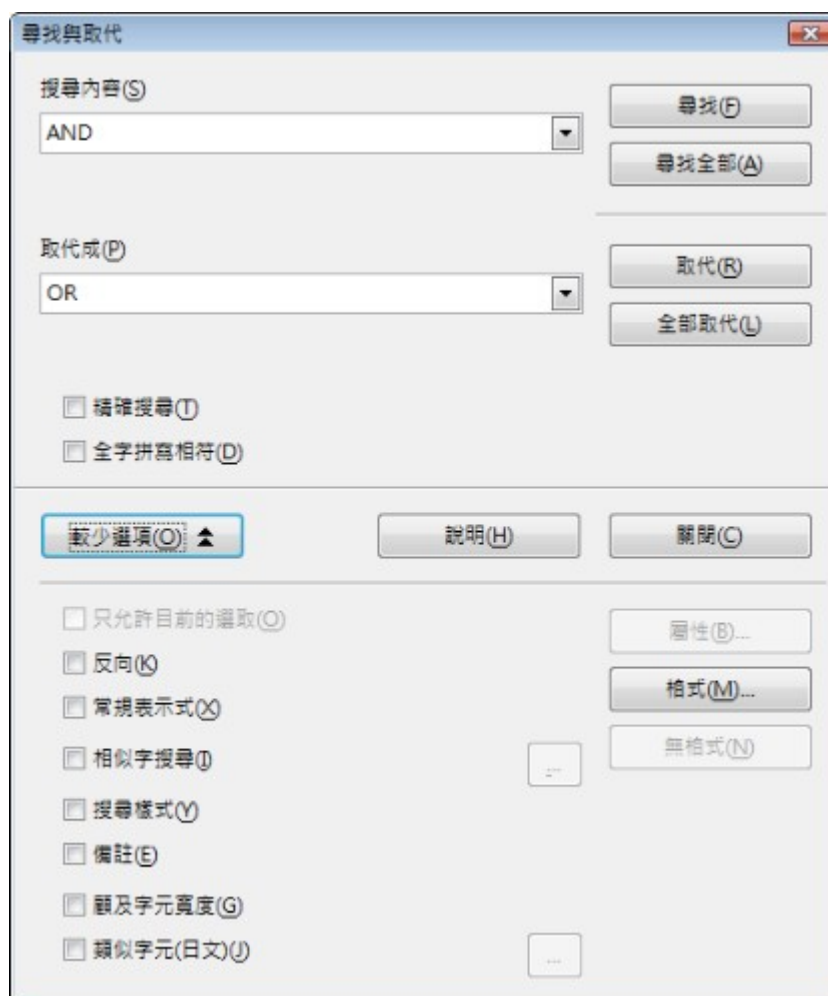 尋找與取代
搜尋內容(S)
AND
尋找(F)
尋找全部(A)
取代成(P)
OR
取代(R)
全部取代(L)
精確搜尋(T)
全字拼寫相符(D)
較少選項(O)
說明(H)
關閉(C)
只允許目前的選取(O)
反向(K)
常規表示式(X)
相似字搜尋(I)
...
搜尋樣式(Y)
備註(E)
顧及字元寬度(G)
類似字元(日文)(J)
...
屬性(B)...
格式(M)...
無格式(N)